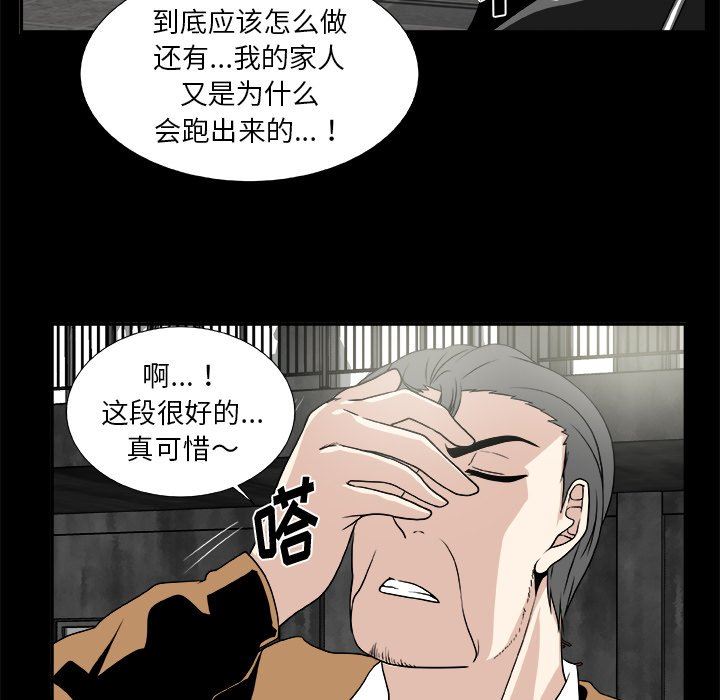 到底应该怎么做
还有...我的家人
又是为什么
会跑出来的...！
啊...！
这段很好的...
真可惜～
嗒